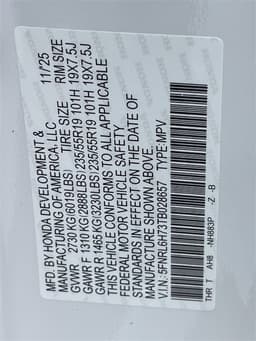 MFD. BY HONDA DEVELOPMENT & 11/25
MANUFACTURING OF AMERICA, LLC
GVWR 2730 KG(6019LBS) TIRE SIZE RIM SIZE
GAWR F 1310 KG(2888LBS) 235/55R19 101H 19X7.5J
GAWR R 1465 KG(3230LBS) 235/55R19 101H 19X7.5J
THIS VEHICLE CONFORMS TO ALL APPLICABLE
FEDERAL MOTOR VEHICLE SAFETY
STANDARDS IN EFFECT ON THE DATE OF
MANUFACTURE SHOWN ABOVE.
V.I.N: 5FNRL6H73TB028657 TYPE:MPV
THR T AH8 -NH883P -Z -B